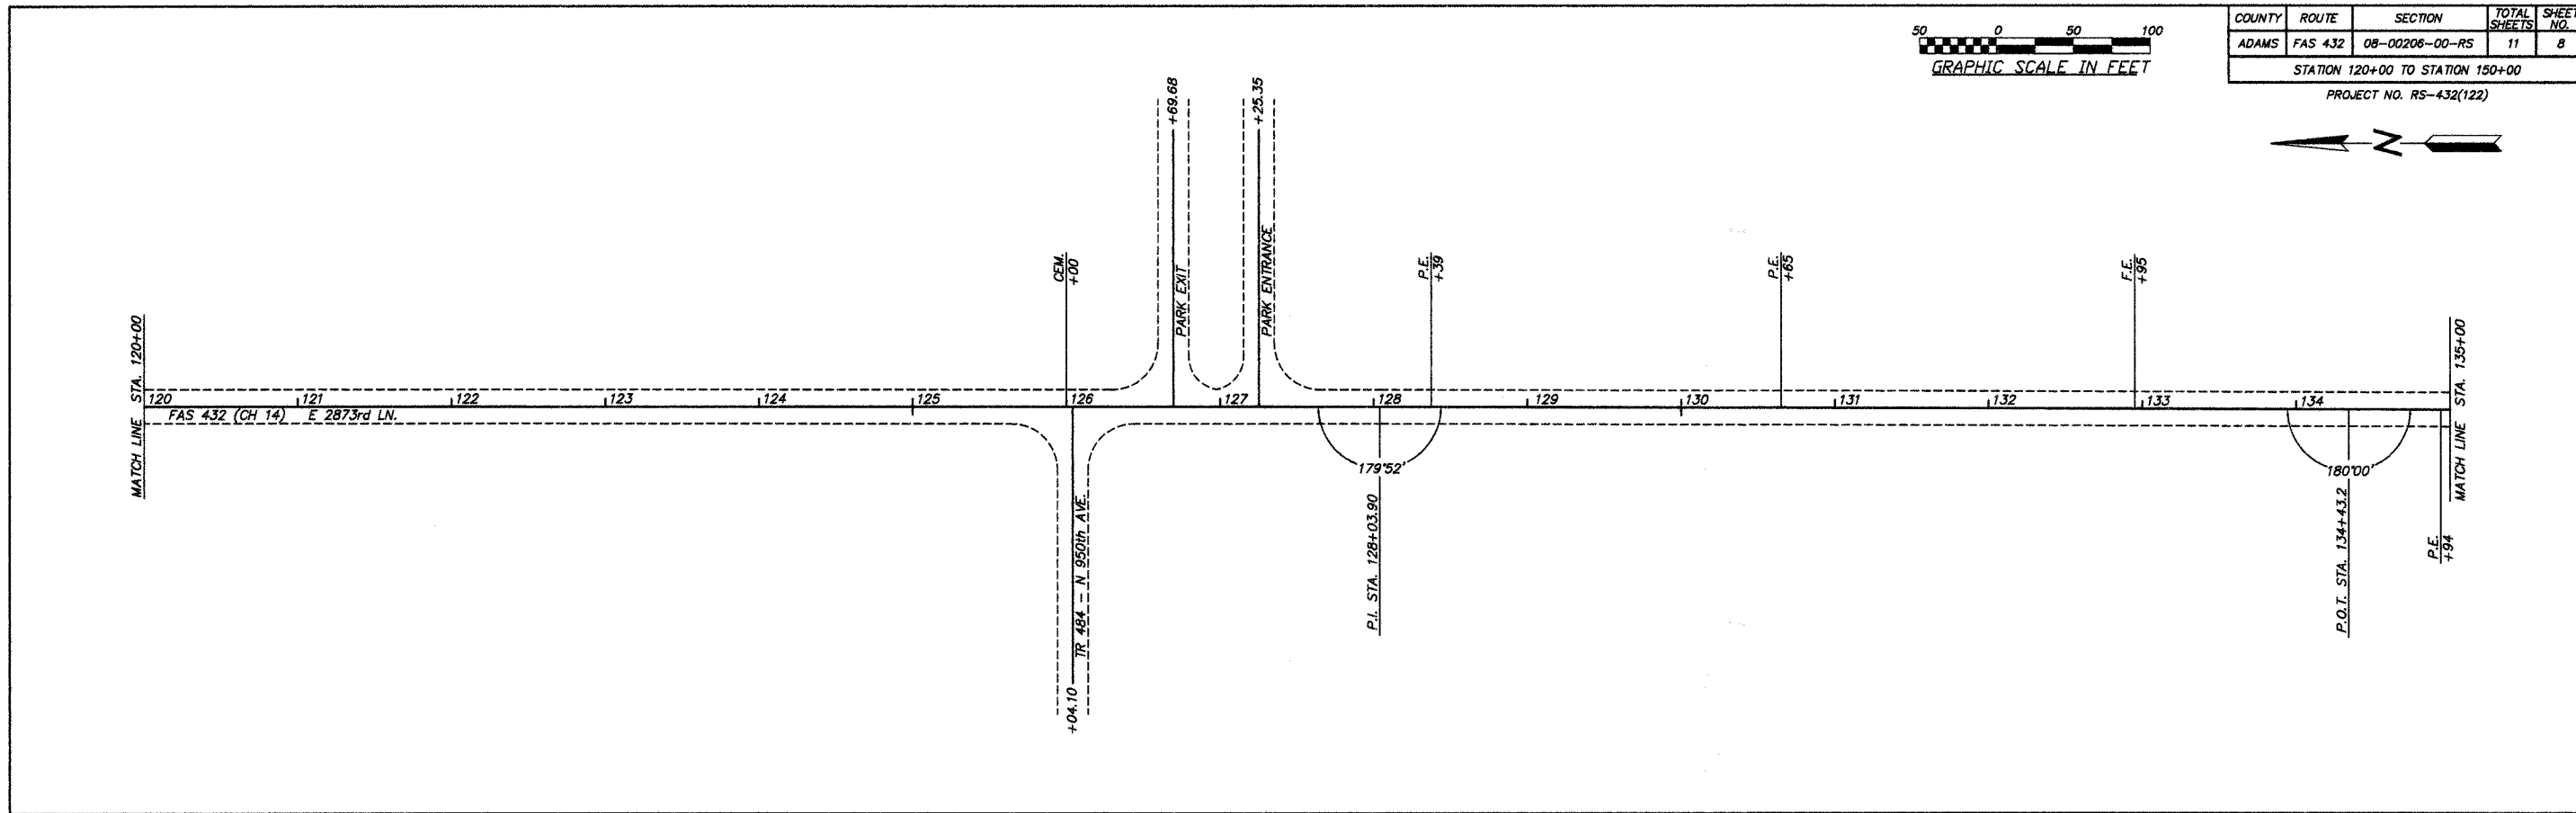 50 0 50 100
GRAPHIC SCALE IN FEET
COUNTY ROUTE SECTION TOTAL SHEETS SHEET NO.
ADAMS FAS 432 08-00206-00-RS 11 8
STATION 120+00 TO STATION 150+00
PROJECT NO. RS-432(122)
N
+69.68
+25.35
PARK EXIT
PARK ENTRANCE
CEM.
+00
P.E.
+39
P.E.
+65
F.E.
+95
MATCH LINE STA. 120+00
120 121 122 123 124 125 126 127 128 129 130 131 132 133 134
FAS 432 (CH 14) E 2873rd LN.
MATCH LINE STA. 135+00
179°52'
180°00'
TR 484 - N 950th AVE.
+04.10
P.I. STA. 128+03.90
P.O.T. STA. 134+43.2
P.E.
+94